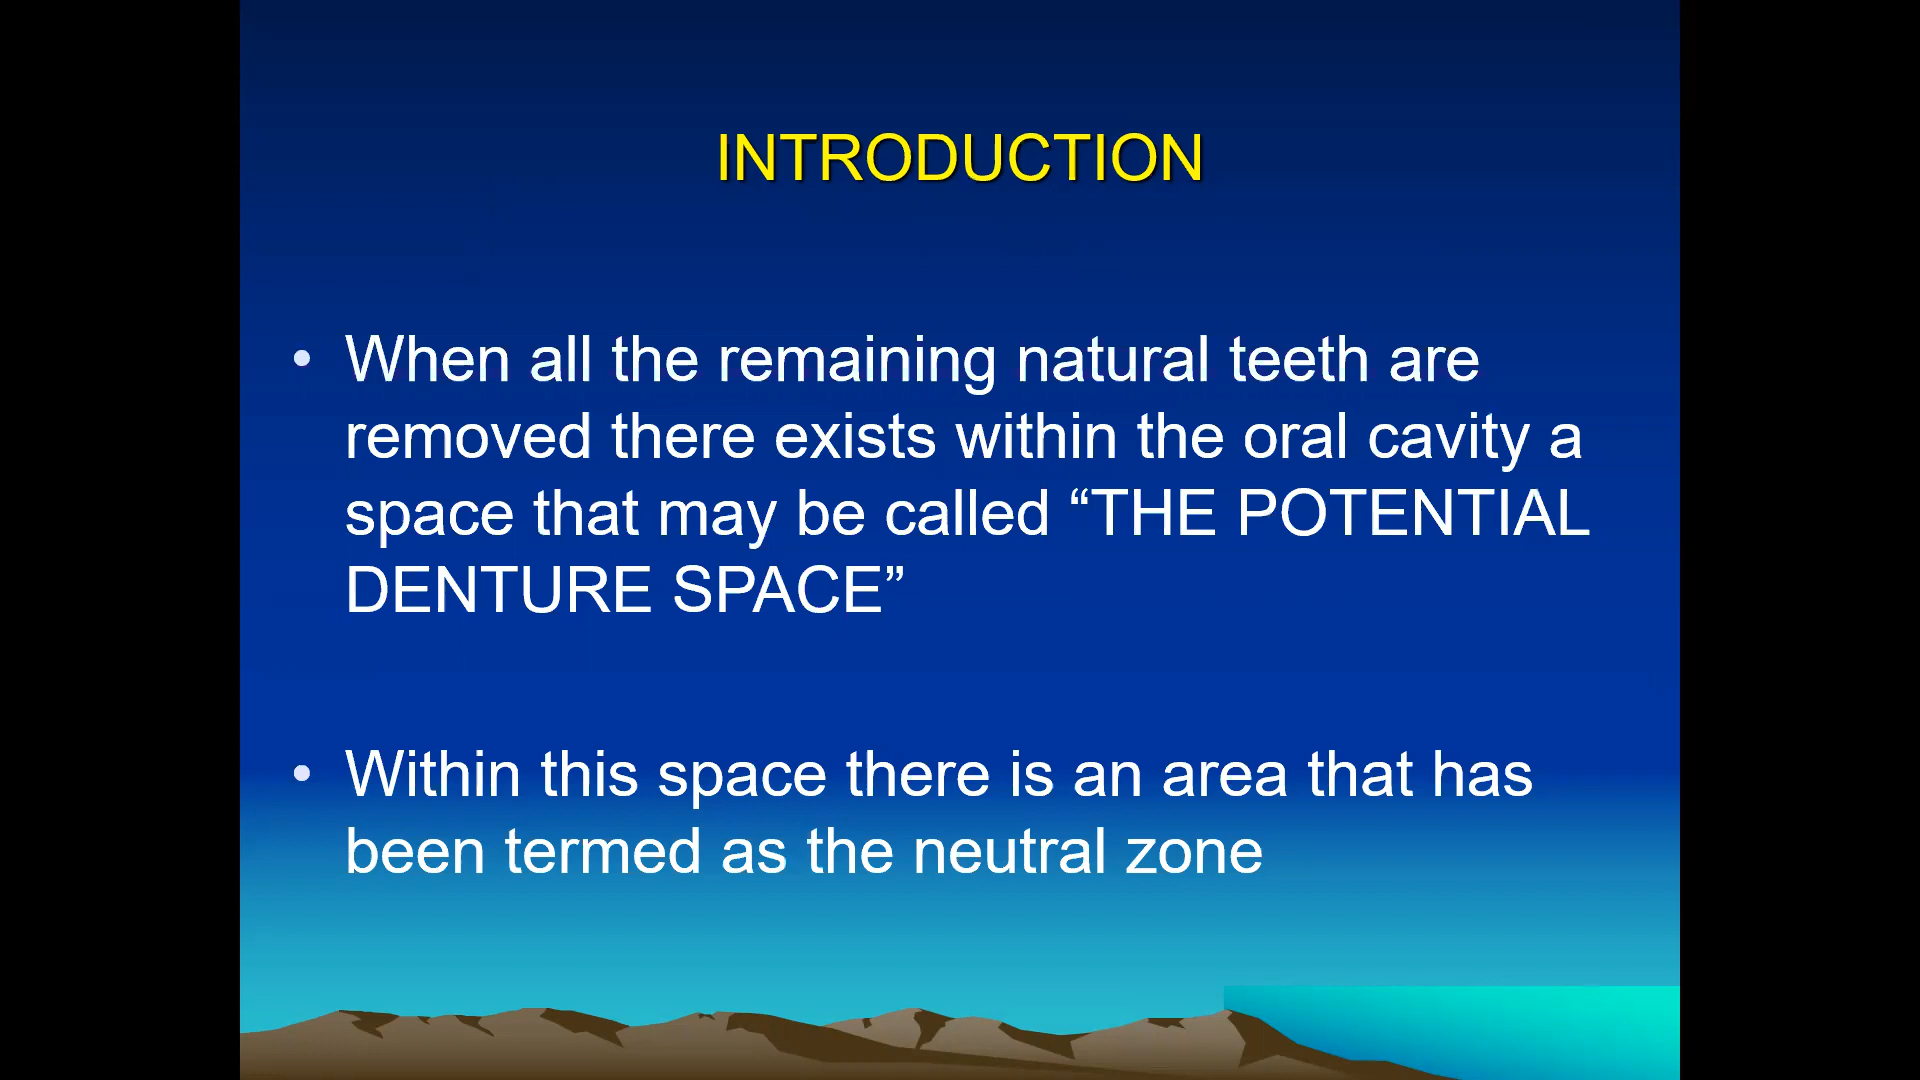 INTRODUCTION
• When all the remaining natural teeth are
removed there exists within the oral cavity a
space that may be called “THE POTENTIAL
DENTURE SPACE”
• Within this space there is an area that has
been termed as the neutral zone